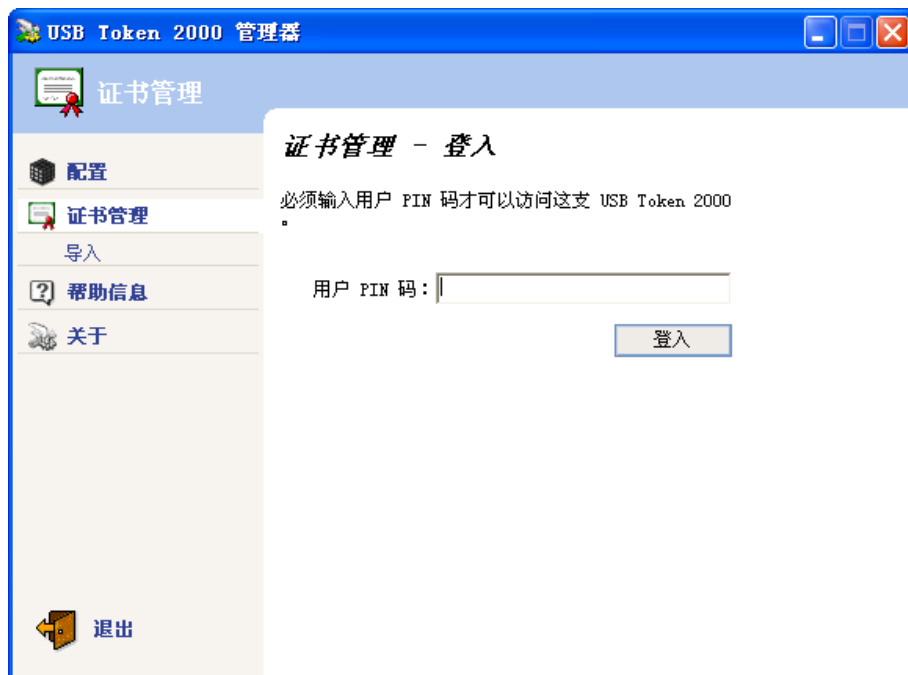 USB Token 2000 管理器
证书管理
配置
证书管理
导入
帮助信息
关于
退出
证书管理 - 登入
必须输入用户 PIN 码才可以访问这支 USB Token 2000
。
用户 PIN 码：
登入